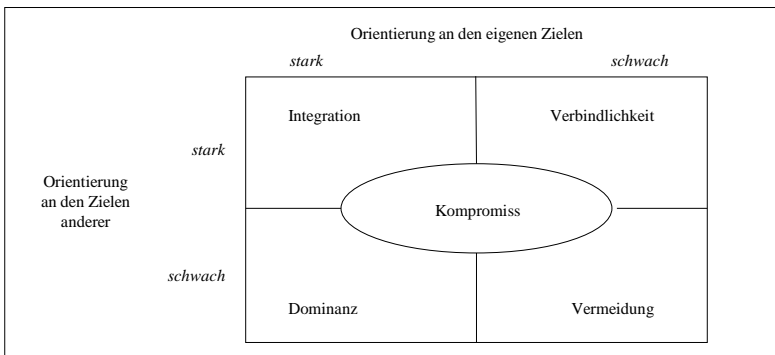 Orientierung an den eigenen Zielen
stark schwach
Integration Verbindlichkeit
stark
Orientierung
an den Zielen
anderer
Kompromiss
schwach
Dominanz Vermeidung